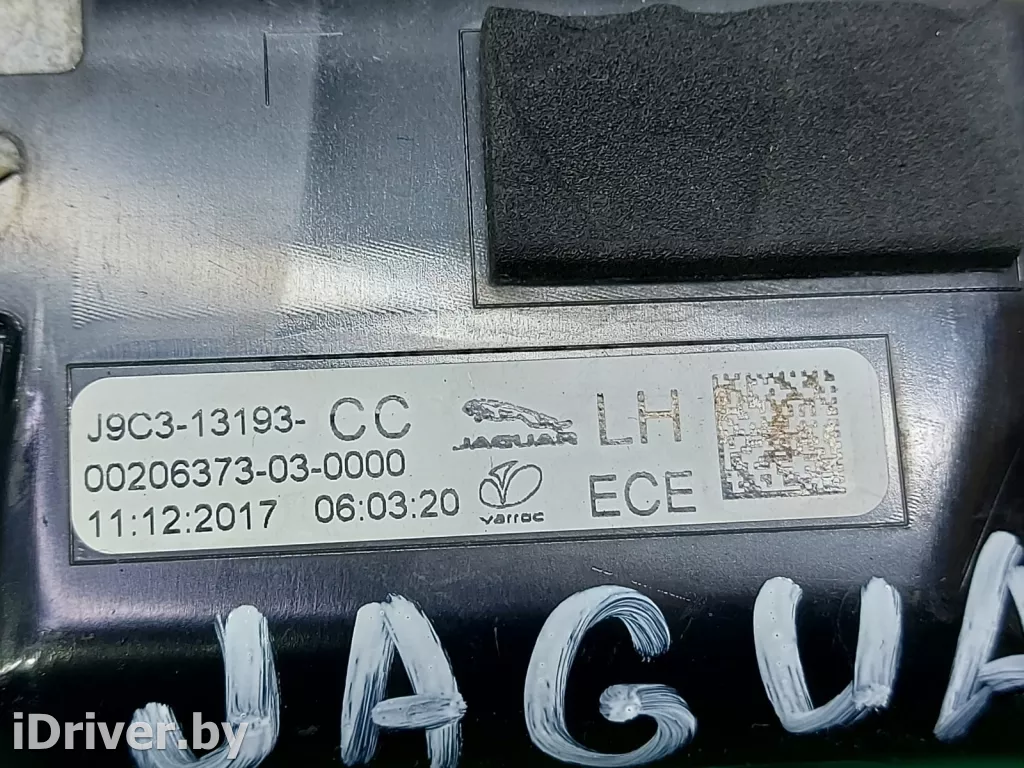 J9C3-13193- CC JAGUAR LH
00206373-03-0000
11:12:2017 06:03:20 varroc ECE
JAGUA
iDriver.by